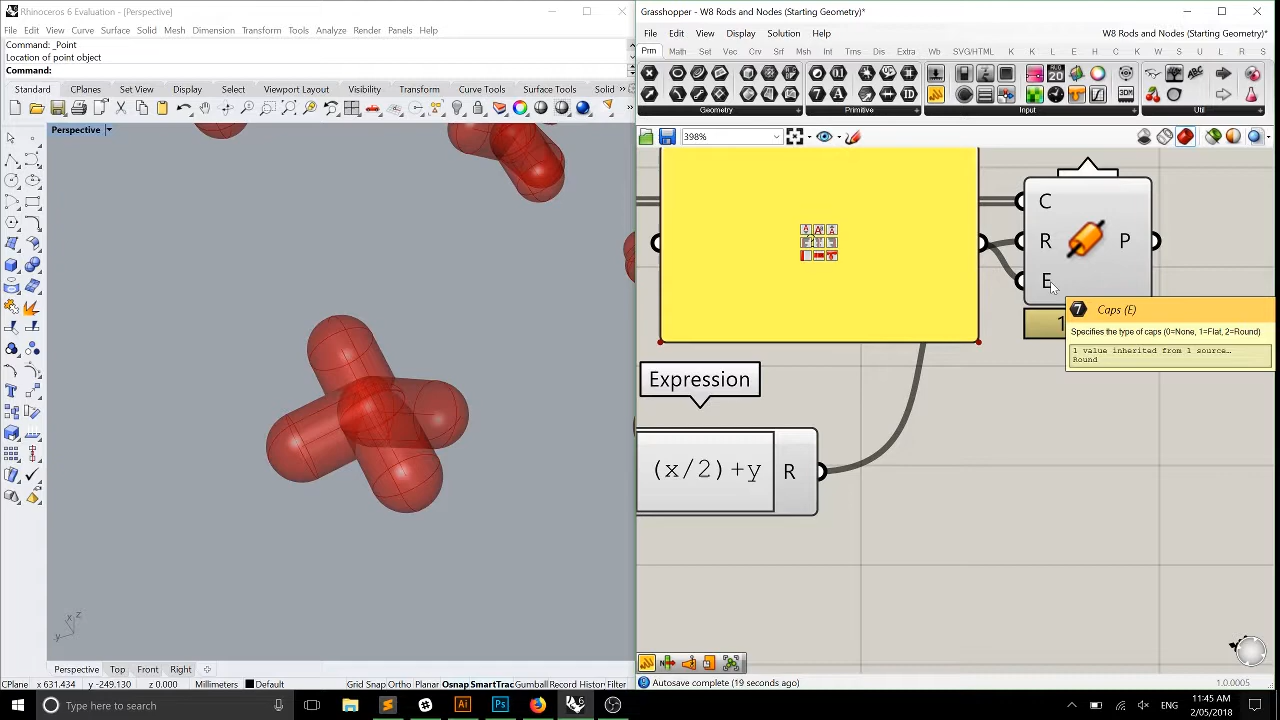 Rhinoceros 6 Evaluation - [Perspective]
File Edit View Curve Surface Solid Mesh Dimension Transform Tools Analyze Render Panels Help
Command: _Point
Location of point object
Command:
Standard CPlanes Set View Display Select Viewport Layout Visibility Transform Curve Tools Surface Tools Solid »
Perspective
z
x
y
Perspective Top Front Right
CPlane x 631.434 y -249.130 z 0.000 Millimeters Default Grid Snap Ortho Planar Osnap SmartTrac Gumball Record Histor Filter
Grasshopper - W8 Rods and Nodes (Starting Geometry)*
File Edit View Display Solution Help W8 Rods and Nodes (Starting Geometry)*
Prm Math Set Vec Crv Srf Msh Int Trns Dis Extra Wb SVG/HTML K K M L E H K K W S U L R S
Geometry Primitive Input Util
398%
C
R P
E
1
Caps (E)
Specifies the type of caps (0=None, 1=Flat, 2=Round)
1 value inherited from 1 source…
Round
Expression
(x/2)+y R
Autosave complete (19 seconds ago) 1.0.0005
Type here to search
Ai Ps
ENG
11:45 AM
2/05/2018